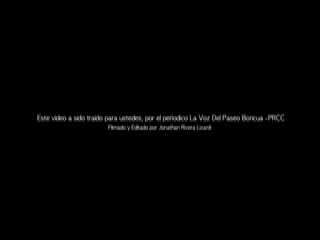 Este video a sido traido para ustedes, por el periodico La Voz Del Paseo Boricua -PRCC
Filmado y Editado por Jonathan Rivera Lizardi